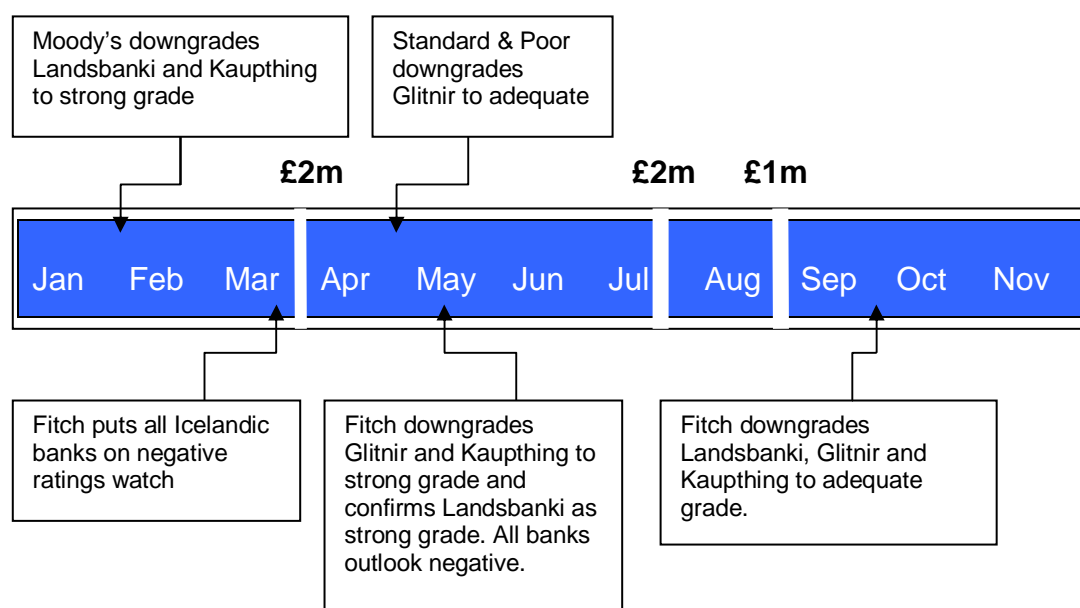 Moody’s downgrades
Landsbanki and Kaupthing
to strong grade
Standard & Poor
downgrades
Glitnir to adequate
£2m
£2m
£1m
Jan Feb Mar Apr May Jun Jul Aug Sep Oct Nov
Fitch puts all Icelandic
banks on negative
ratings watch
Fitch downgrades
Glitnir and Kaupthing to
strong grade and
confirms Landsbanki as
strong grade. All banks
outlook negative.
Fitch downgrades
Landsbanki, Glitnir and
Kaupthing to adequate
grade.